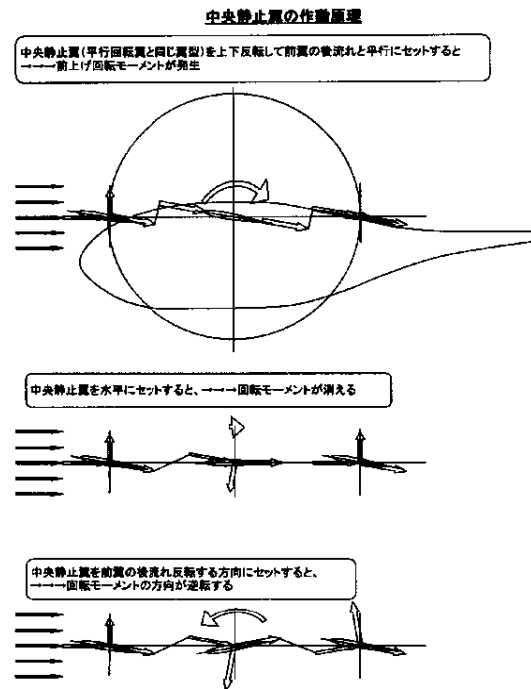 中央静止翼の作動原理
中央静止翼(平行回転翼と同じ翼型)を上下反転して前翼の後流れと平行にセットすると
→→→前上げ回転モーメントが発生
中央静止翼を水平にセットすると、→→→回転モーメントが消える
中央静止翼を前翼の後流れ反転する方向にセットすると、
→→→回転モーメントの方向が逆転する